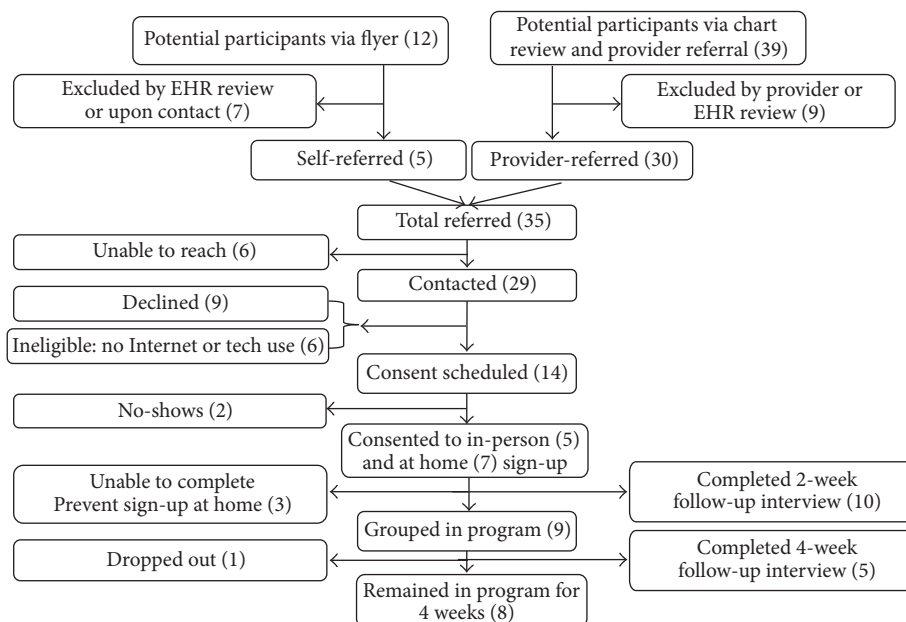 Potential participants via flyer (12)
Potential participants via chart
review and provider referral (39)
Excluded by EHR review
or upon contact (7)
Excluded by provider or
EHR review (9)
Self-referred (5)
Provider-referred (30)
Total referred (35)
Unable to reach (6)
Contacted (29)
Declined (9)
Ineligible: no Internet or tech use (6)
Consent scheduled (14)
No-shows (2)
Consented to in-person (5)
and at home (7) sign-up
Unable to complete
Prevent sign-up at home (3)
Completed 2-week
follow-up interview (10)
Grouped in program (9)
Dropped out (1)
Completed 4-week
follow-up interview (5)
Remained in program for
4 weeks (8)